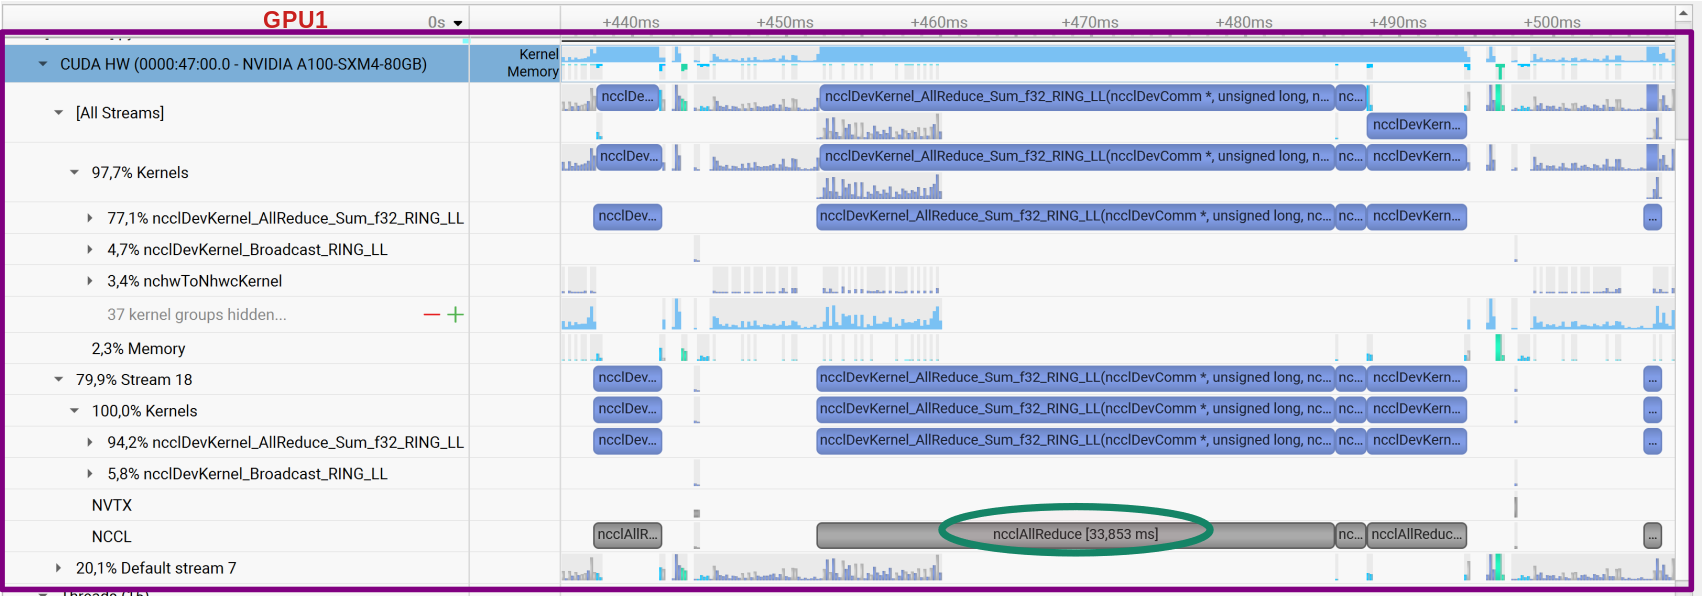 GPU1 0s +440ms +450ms +460ms +470ms +480ms +490ms +500ms
CUDA HW (0000:47:00.0 - NVIDIA A100-SXM4-80GB) Kernel
Memory
[All Streams] ncclDe... ncclDevKernel_AllReduce_Sum_f32_RING_LL(ncclDevComm *, unsigned long, n... nc...
ncclDevKern...
97,7% Kernels ncclDev... ncclDevKernel_AllReduce_Sum_f32_RING_LL(ncclDevComm *, unsigned long, n... nc... ncclDevKern...
77,1% ncclDevKernel_AllReduce_Sum_f32_RING_LL ncclDev... ncclDevKernel_AllReduce_Sum_f32_RING_LL(ncclDevComm *, unsigned long, nc... nc... ncclDevKern... ...
4,7% ncclDevKernel_Broadcast_RING_LL
3,4% nchwToNhwcKernel
37 kernel groups hidden...
2,3% Memory
79,9% Stream 18 ncclDev... ncclDevKernel_AllReduce_Sum_f32_RING_LL(ncclDevComm *, unsigned long, nc... nc... ncclDevKern... ...
100,0% Kernels ncclDev... ncclDevKernel_AllReduce_Sum_f32_RING_LL(ncclDevComm *, unsigned long, nc... nc... ncclDevKern... ...
94,2% ncclDevKernel_AllReduce_Sum_f32_RING_LL ncclDev... ncclDevKernel_AllReduce_Sum_f32_RING_LL(ncclDevComm *, unsigned long, nc... nc... ncclDevKern... ...
5,8% ncclDevKernel_Broadcast_RING_LL
NVTX
NCCL ncclAllR... ncclAllReduce [33,853 ms] nc... ncclAllReduc... ...
20,1% Default stream 7